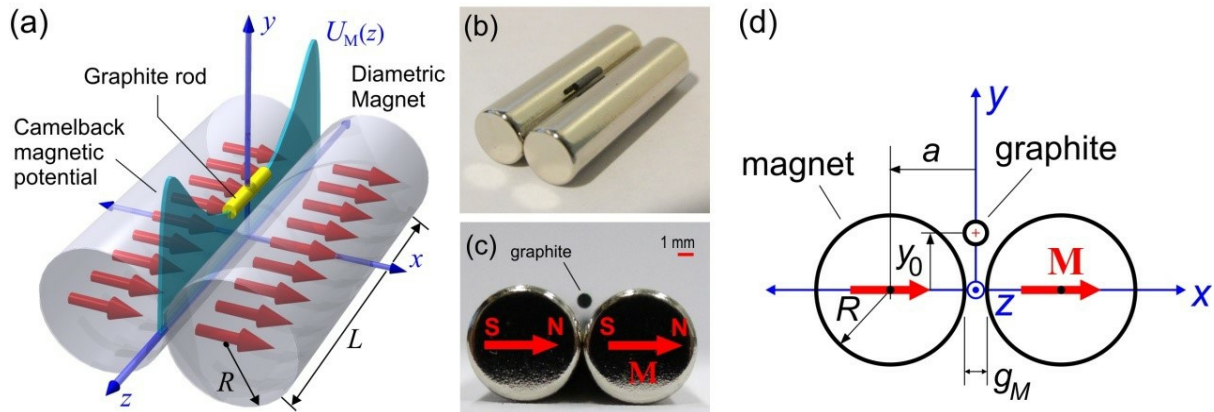 (a)
y
U_M(z)
Graphite rod
Diametric
Magnet
Camelback
magnetic
potential
x
L
R
z
(b)
(c)
graphite
1 mm
S N S N
M
(d)
y
a
graphite
magnet
y_0
M
R
z
x
g_M